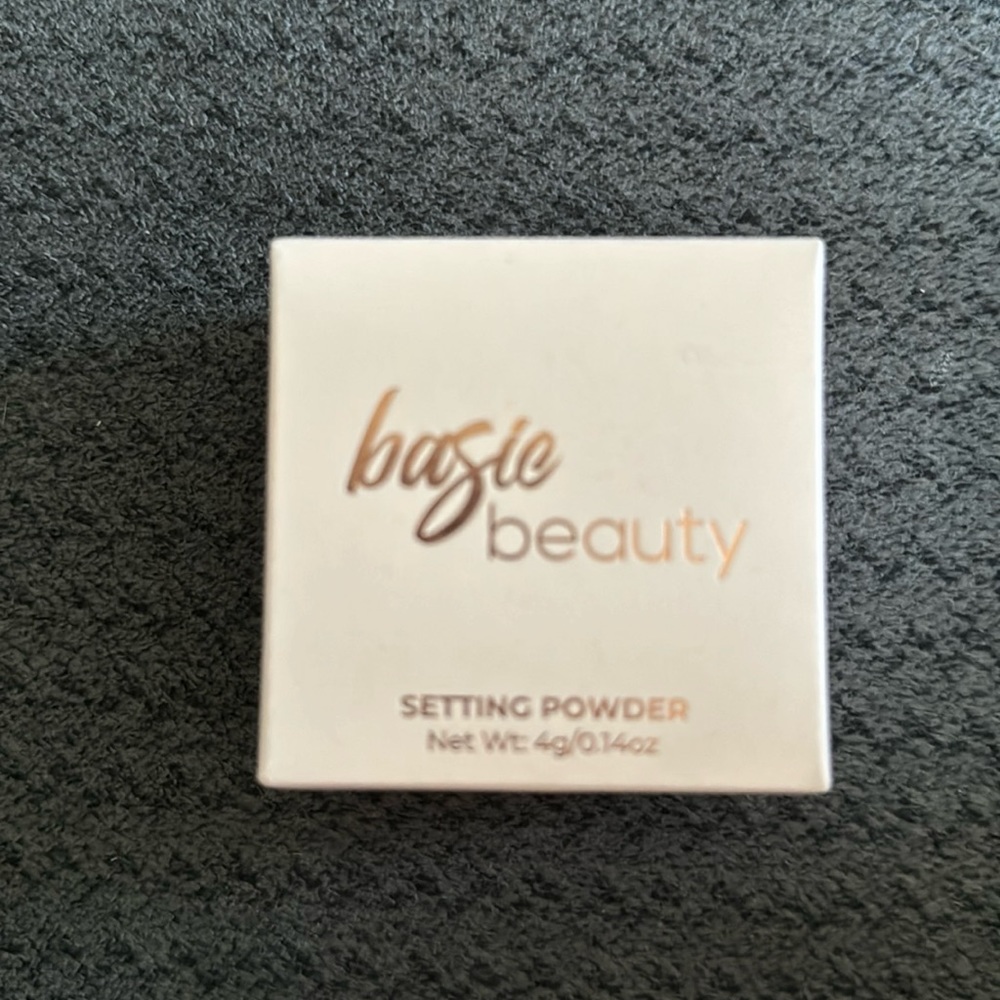 basic
beauty
SETTING POWDER
Net Wt: 4g/0.14oz